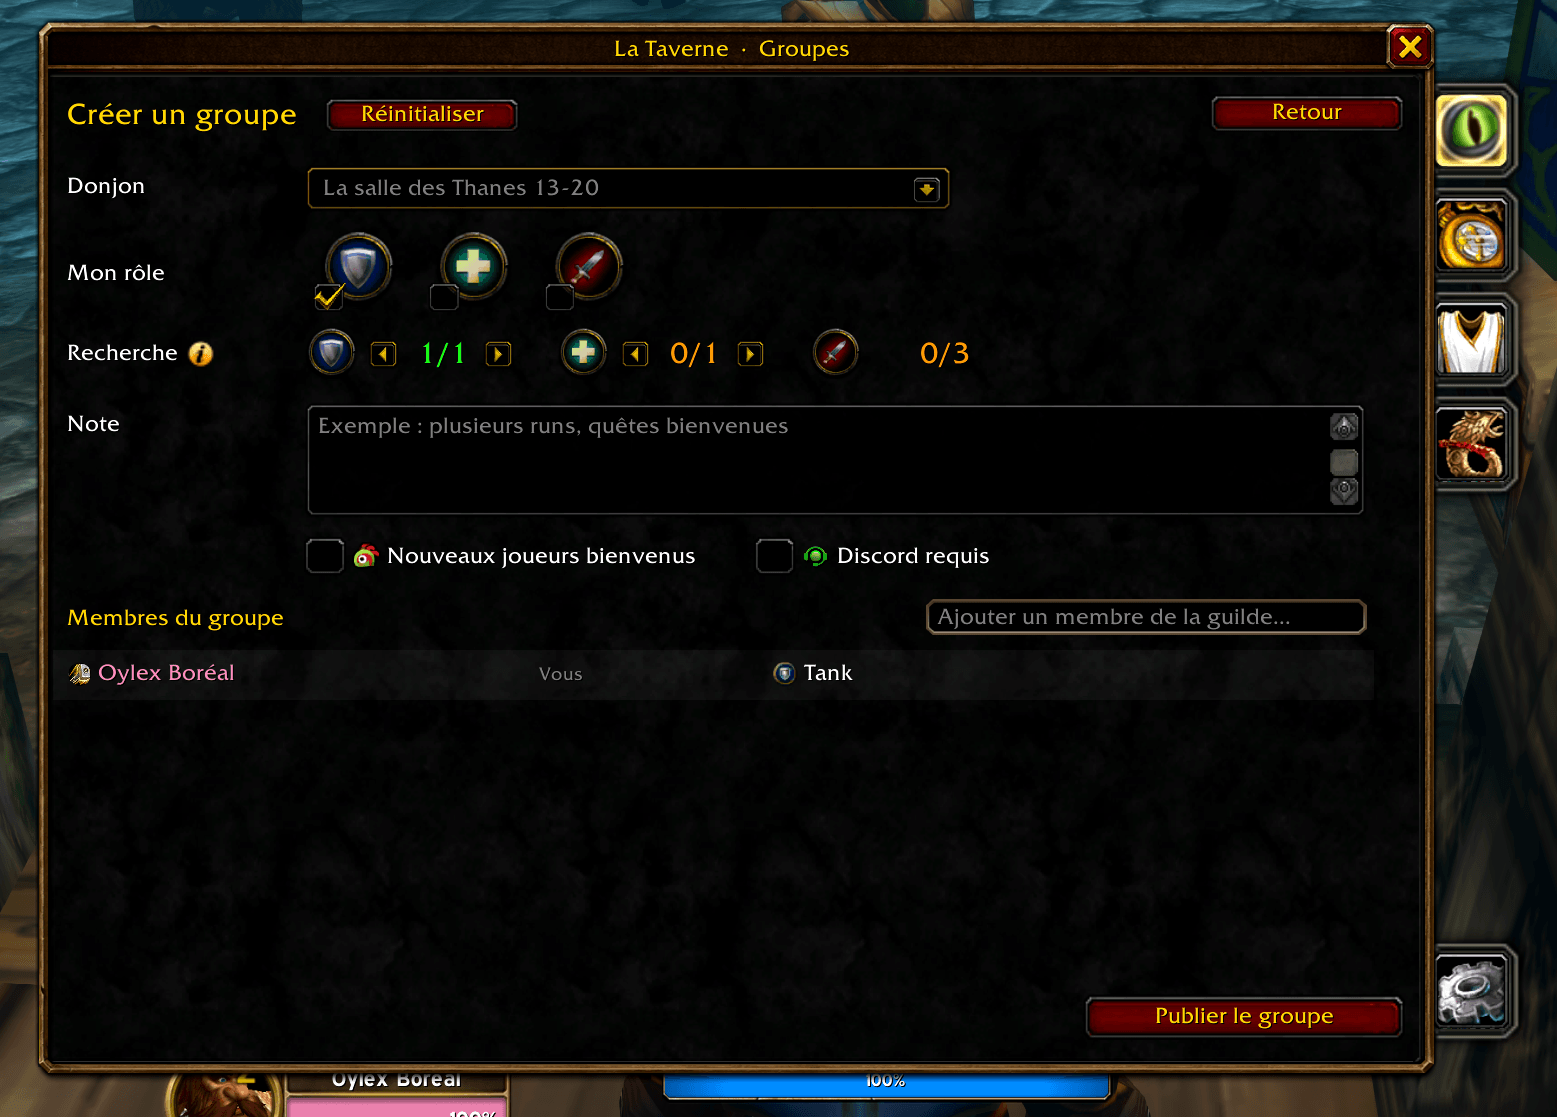 La Taverne · Groupes
Créer un groupe
Réinitialiser
Retour
Donjon
La salle des Thanes 13-20
Mon rôle
Recherche
1/1
0/1
0/3
Note
Exemple : plusieurs runs, quêtes bienvenues
Nouveaux joueurs bienvenus
Discord requis
Membres du groupe
Ajouter un membre de la guilde...
Oylex Boréal
Vous
Tank
Publier le groupe
Oylex Boréal
100%
100%